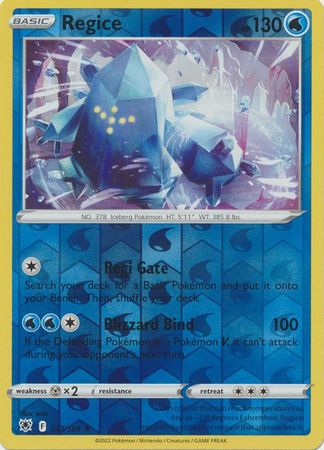 BASIC Regice HP 130
NO. 378 Iceberg Pokémon HT: 5'11" WT: 385.8 lbs.
Regi Gate
Search your deck for a Basic Pokémon and put it
onto your Bench. Then, shuffle your deck.
Blizzard Bind 100
If the Defending Pokémon is a Pokémon V, it can't attack
during your opponent's next turn.
weakness ×2 resistance retreat
F
©2022 Pokémon / Nintendo / Creatures / GAME FREAK